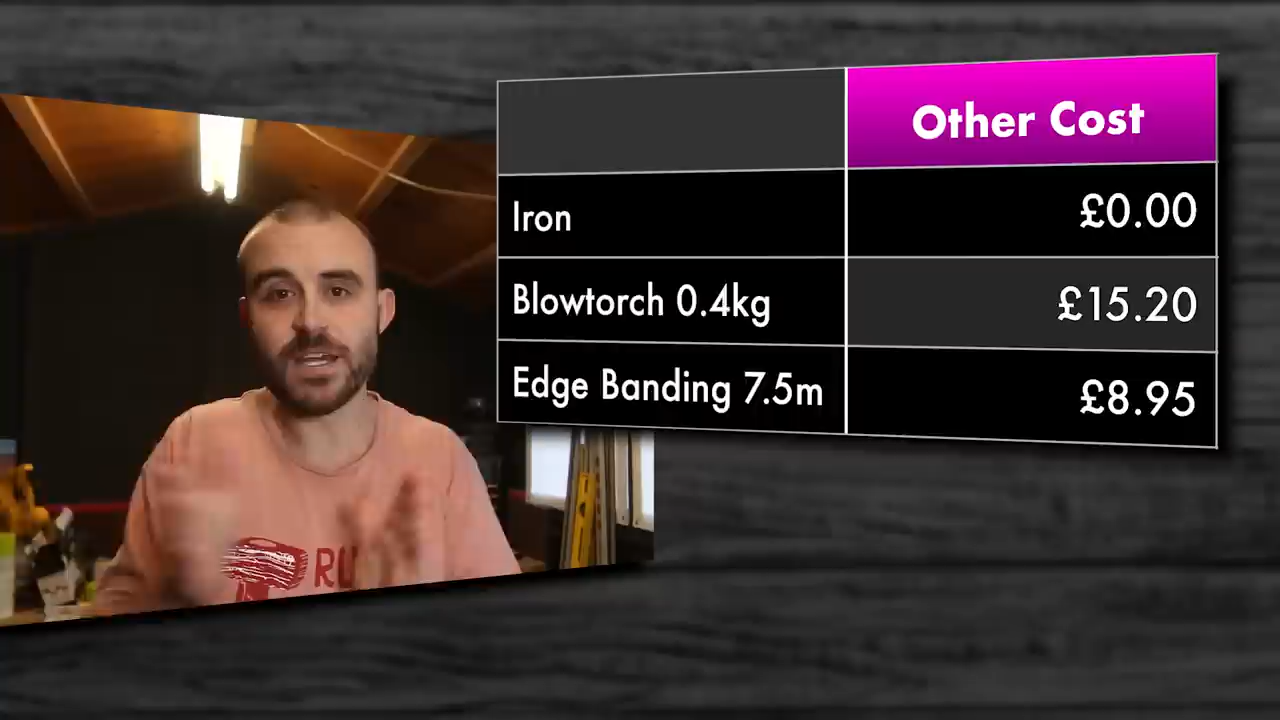 Other Cost
Iron £0.00
Blowtorch 0.4kg £15.20
Edge Banding 7.5m £8.95